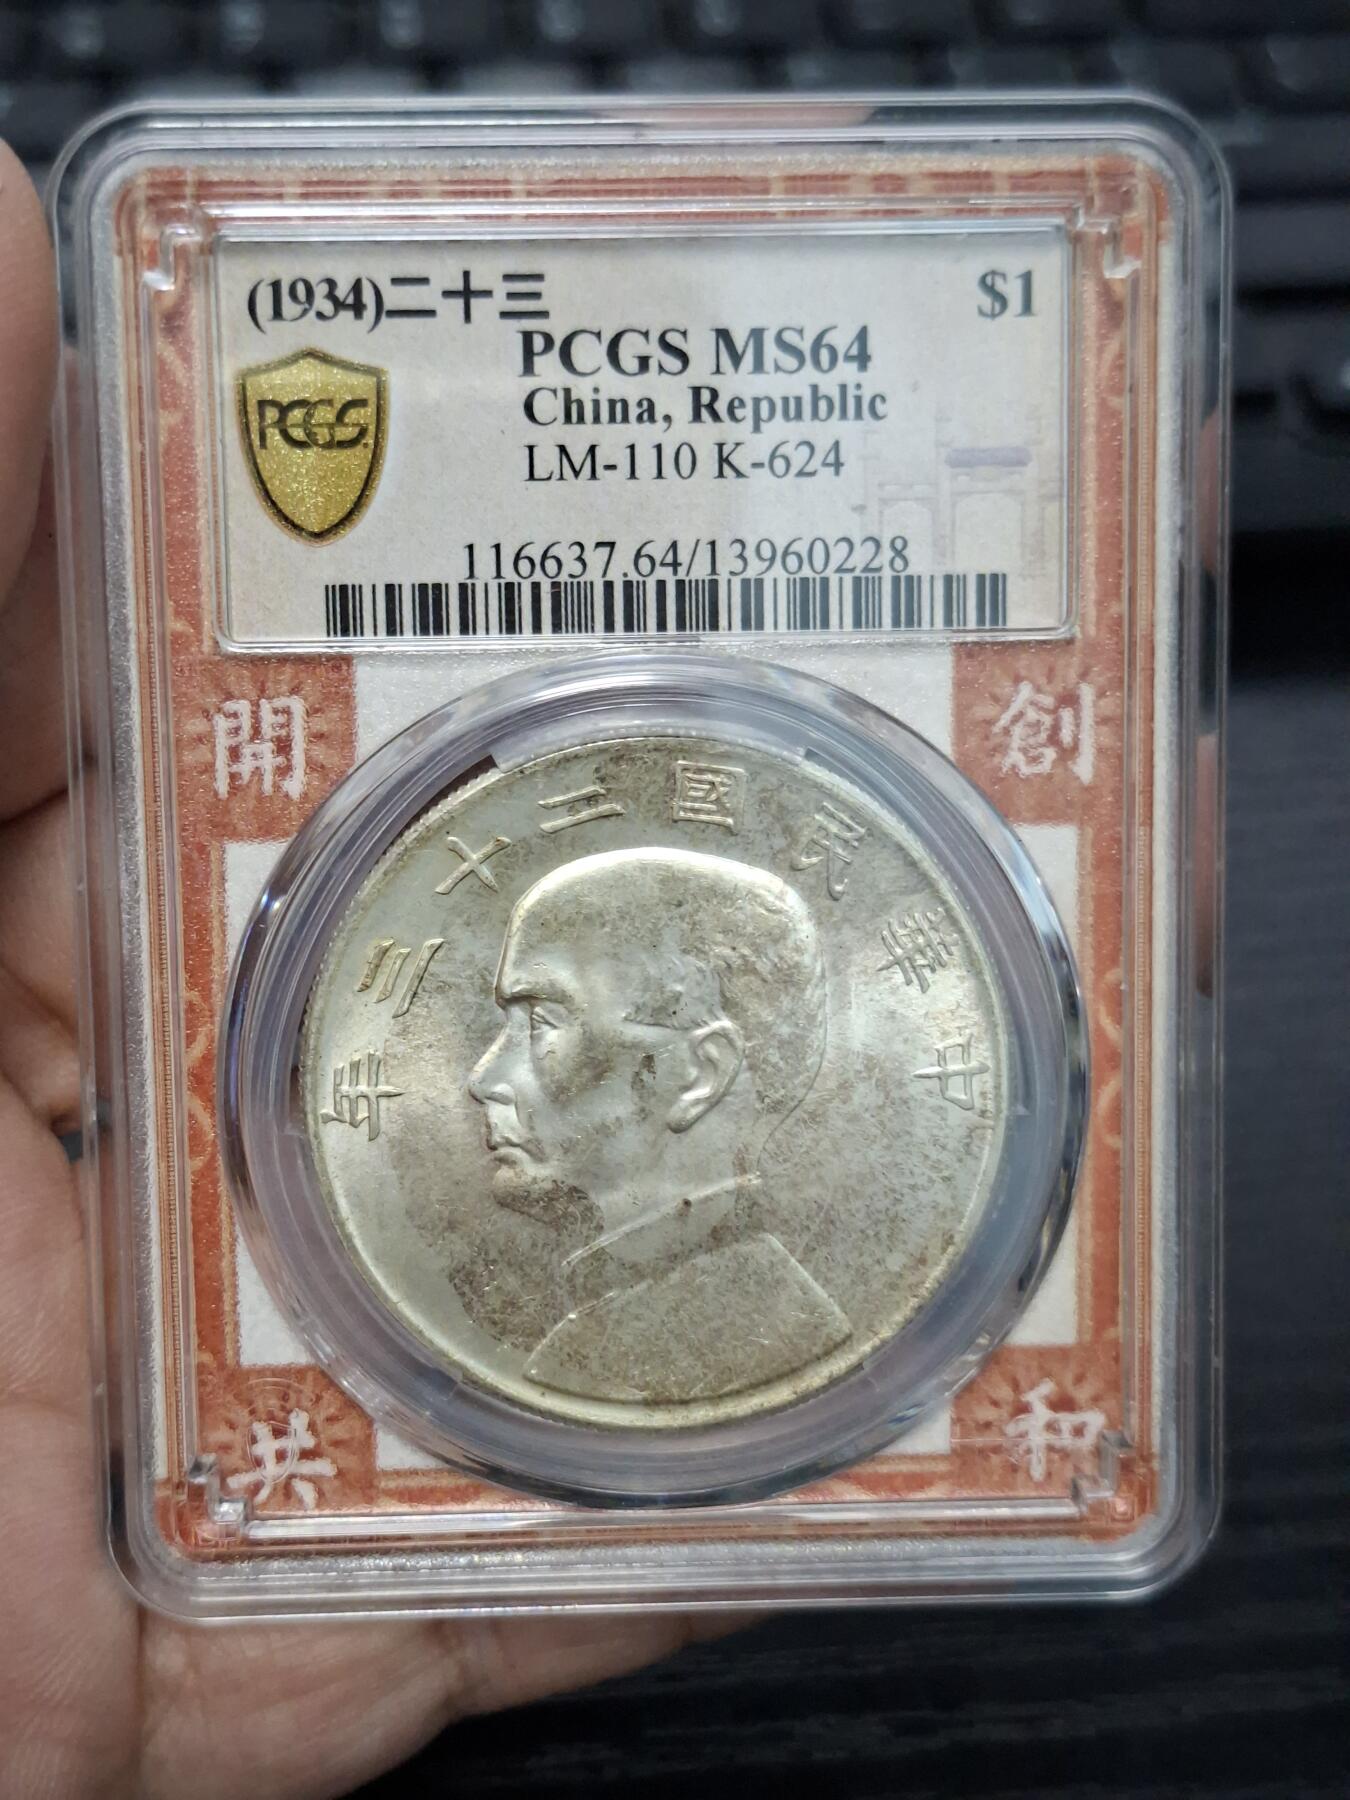 (1934)二十三 $1
PCGS MS64
PCGS
China, Republic
LM-110 K-624
116637.64/13960228
開 創
年三十二國民華中
共 和